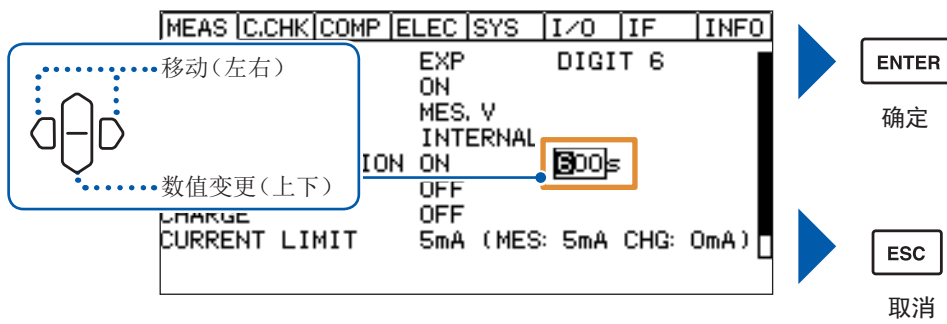 MEAS C.CHK COMP ELEC SYS I/O IF INFO
移动(左右)
EXP DIGIT 6
ON
MES. V
INTERNAL
ION ON 600s
数值变更(上下)
OFF
CHARGE OFF
CURRENT LIMIT 5mA (MES: 5mA CHG: 0mA)
ENTER
确定
ESC
取消